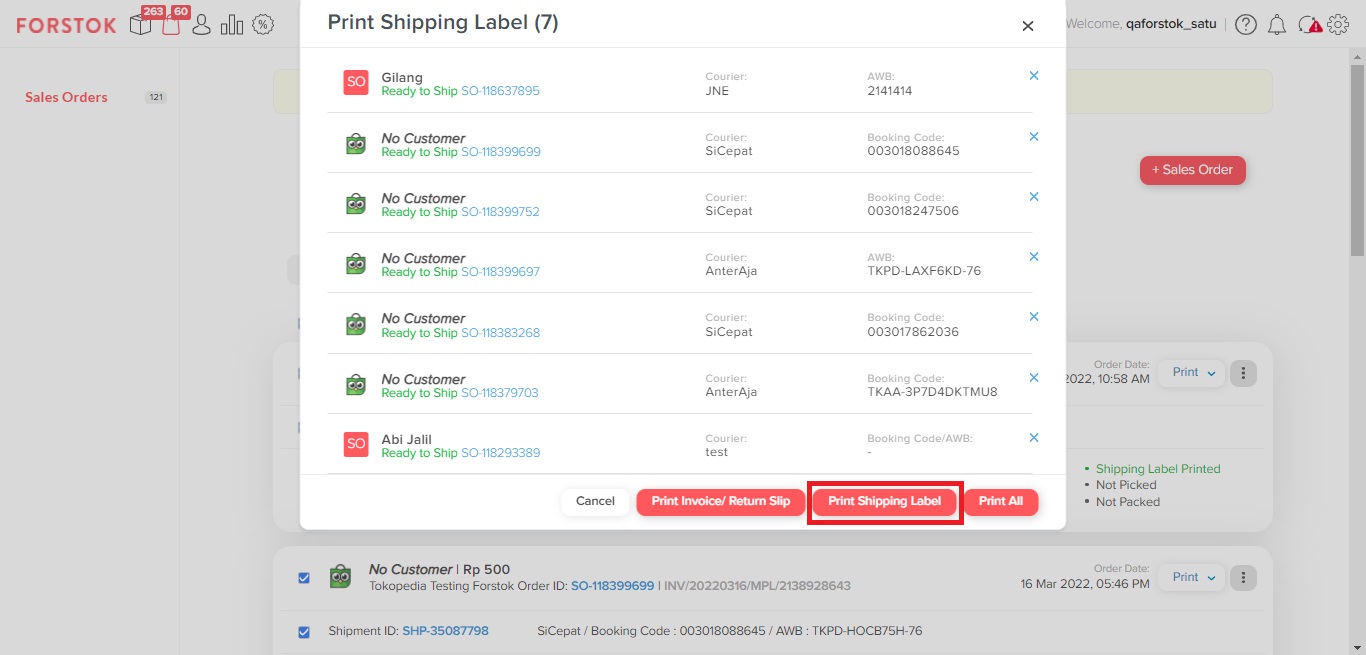 FORSTOK
263
60
Print Shipping Label (7)
Welcome, qaforstok_satu
Sales Orders 121
+ Sales Order
SO Gilang Courier: AWB:
Ready to Ship SO-118637895 JNE 2141414
No Customer Courier: Booking Code:
Ready to Ship SO-118399699 SiCepat 003018088645
No Customer Courier: Booking Code:
Ready to Ship SO-118399752 SiCepat 003018247506
No Customer Courier: AWB:
Ready to Ship SO-118399697 AnterAja TKPD-LAXF6KD-76
No Customer Courier: Booking Code:
Ready to Ship SO-118383268 SiCepat 003017862036
No Customer Courier: Booking Code:
Ready to Ship SO-118379703 AnterAja TKAA-3P7D4DKTMU8
SO Abi Jalil Courier: Booking Code/AWB:
Ready to Ship SO-118293389 test -
Cancel Print Invoice/ Return Slip Print Shipping Label Print All
Order Date:
2022, 10:58 AM
Print
• Shipping Label Printed
• Not Picked
• Not Packed
No Customer | Rp 500 Order Date:
Tokopedia Testing Forstok Order ID: SO-118399699 | INV/20220316/MPL/2138928643 16 Mar 2022, 05:46 PM Print
Shipment ID: SHP-35087798 SiCepat / Booking Code : 003018088645 / AWB : TKPD-HOCB75H-76